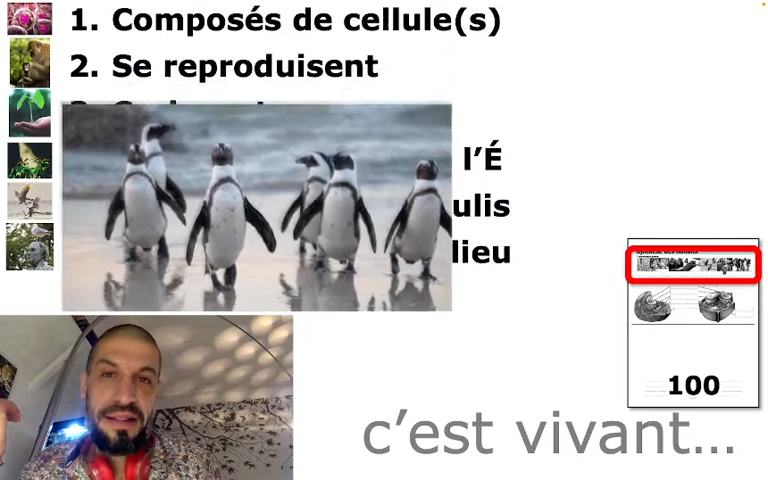 1. Composés de cellule(s)
2. Se reproduisent
l'É
ulis
lieu
100
c'est vivant...